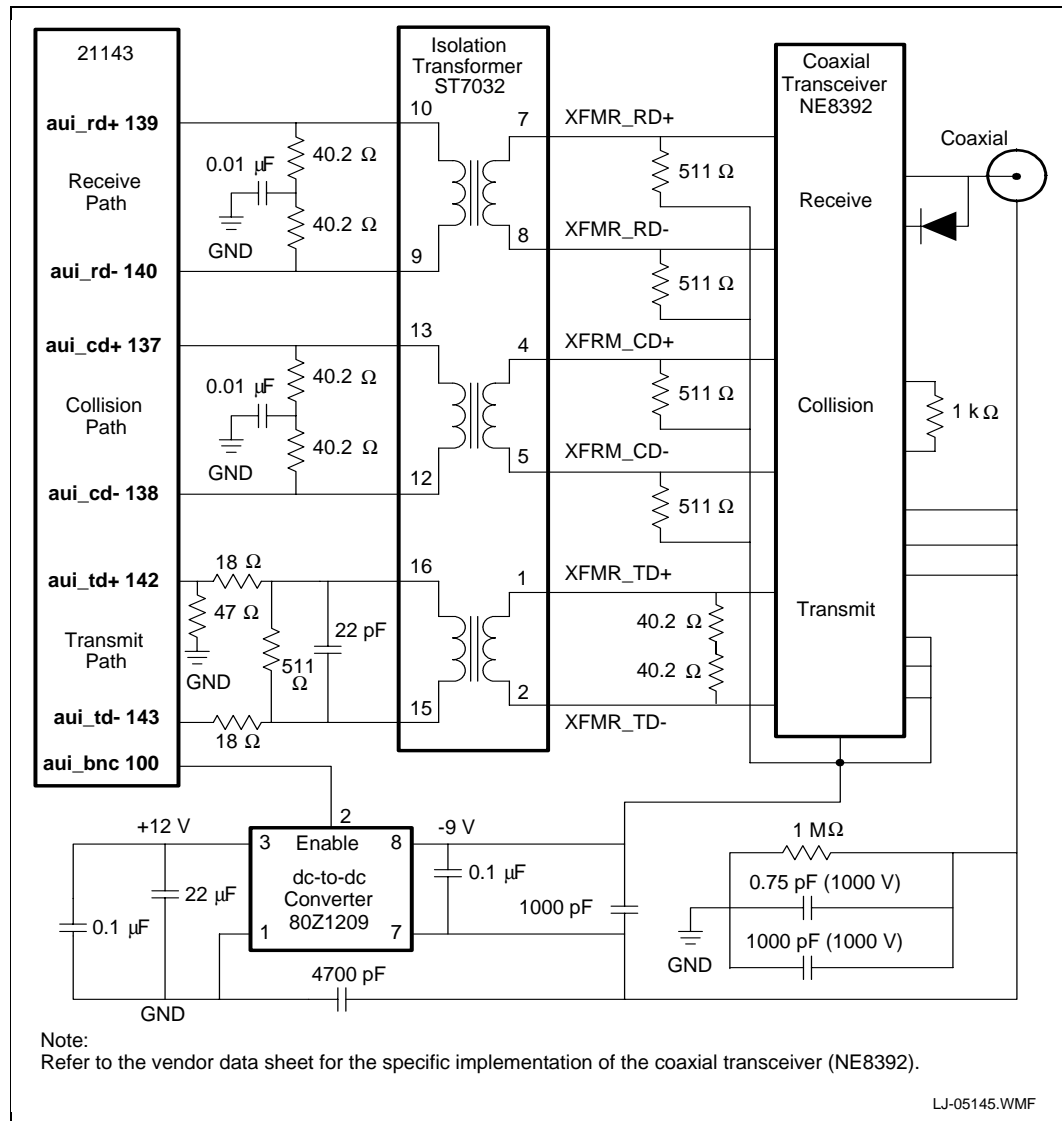 21143
Isolation
Transformer
ST7032
Coaxial
Transceiver
NE8392
Coaxial
aui_rd+ 139
Receive
Path
aui_rd- 140
0.01 µF
GND
40.2 Ω
40.2 Ω
10
9
7
8
XFMR_RD+
511 Ω
XFMR_RD-
511 Ω
Receive
aui_cd+ 137
Collision
Path
aui_cd- 138
0.01 µF
GND
40.2 Ω
40.2 Ω
13
12
4
5
XFRM_CD+
511 Ω
XFRM_CD-
511 Ω
Collision
1 kΩ
aui_td+ 142
Transmit
Path
aui_td- 143
18 Ω
47 Ω
GND
511
Ω
22 pF
18 Ω
16
15
1
2
XFMR_TD+
40.2 Ω
40.2 Ω
XFMR_TD-
Transmit
aui_bnc 100
+12 V
2
-9 V
3 Enable 8
dc-to-dc
Converter
80Z1209
1
7
0.1 µF
22 µF
0.1 µF
1000 pF
4700 pF
GND
1 MΩ
0.75 pF (1000 V)
1000 pF (1000 V)
GND
Note:
Refer to the vendor data sheet for the specific implementation of the coaxial transceiver (NE8392).
LJ-05145.WMF